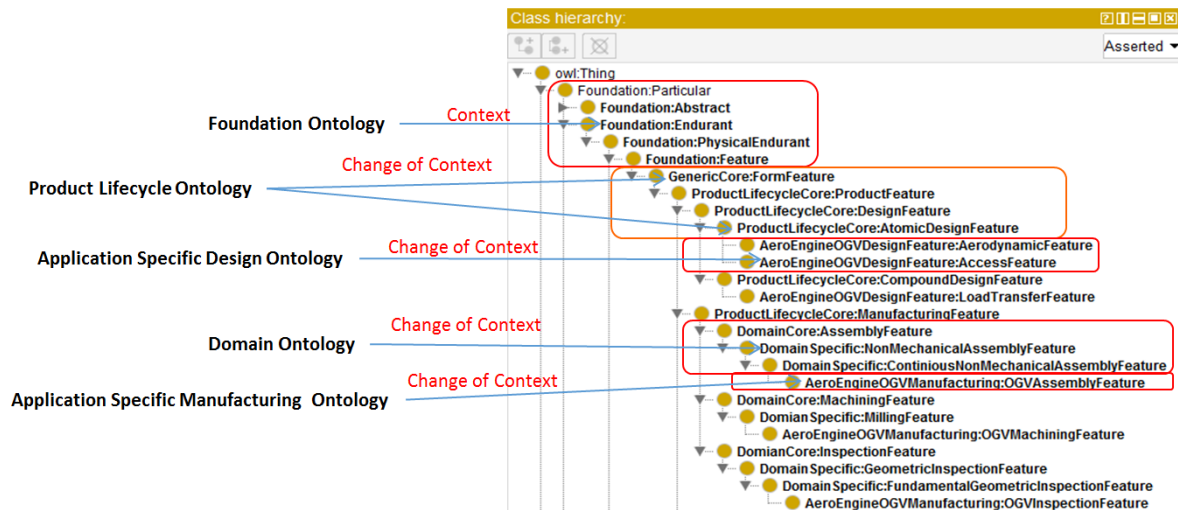 Class hierarchy:
Asserted
owl:Thing
Foundation:Particular
Context
Foundation:Abstract
Foundation Ontology
Foundation:Endurant
Foundation:PhysicalEndurant
Change of Context
Foundation:Feature
GenericCore:FormFeature
Product Lifecycle Ontology
ProductLifecycleCore:ProductFeature
ProductLifecycleCore:DesignFeature
ProductLifecycleCore:AtomicDesignFeature
Change of Context
AeroEngineOGVDesignFeature:AerodynamicFeature
Application Specific Design Ontology
AeroEngineOGVDesignFeature:AccessFeature
ProductLifecycleCore:CompoundDesignFeature
AeroEngineOGVDesignFeature:LoadTransferFeature
ProductLifecycleCore:ManufacturingFeature
Change of Context
DomainCore:AssemblyFeature
Domain Ontology
DomainSpecific:NonMechanicalAssemblyFeature
DomainSpecific:ContiniousNonMechanicalAssemblyFeature
Change of Context
AeroEngineOGVManufacturing:OGVAssemblyFeature
Application Specific Manufacturing Ontology
DomainCore:MachiningFeature
DomianSpecific:MillingFeature
AeroEngineOGVManufacturing:OGVMachiningFeature
DomianCore:InspectionFeature
DomainSpecific:GeometricInspectionFeature
DomainSpecific:FundamentalGeometricInspectionFeature
AeroEngineOGVManufacturing:OGVInspectionFeature